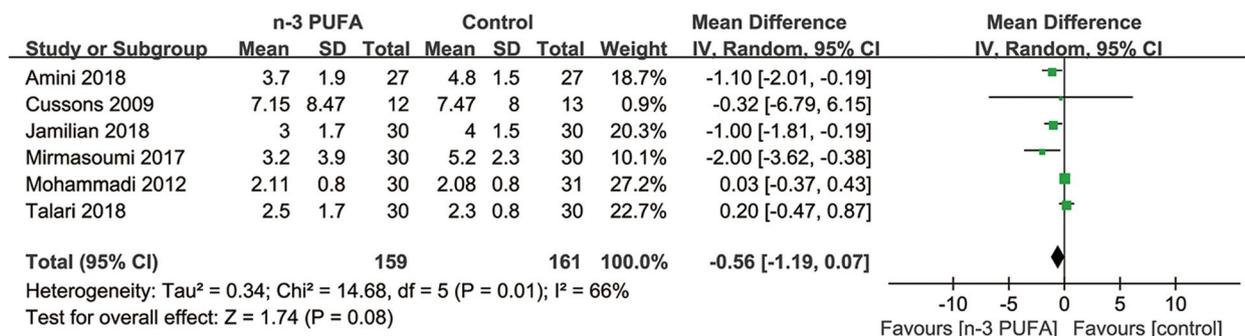 n-3 PUFA Control Mean Difference Mean Difference
Study or Subgroup Mean SD Total Mean SD Total Weight IV, Random, 95% CI IV, Random, 95% CI
Amini 2018 3.7 1.9 27 4.8 1.5 27 18.7% -1.10 [-2.01, -0.19]
Cussons 2009 7.15 8.47 12 7.47 8 13 0.9% -0.32 [-6.79, 6.15]
Jamilian 2018 3 1.7 30 4 1.5 30 20.3% -1.00 [-1.81, -0.19]
Mirmasoumi 2017 3.2 3.9 30 5.2 2.3 30 10.1% -2.00 [-3.62, -0.38]
Mohammadi 2012 2.11 0.8 30 2.08 0.8 31 27.2% 0.03 [-0.37, 0.43]
Talari 2018 2.5 1.7 30 2.3 0.8 30 22.7% 0.20 [-0.47, 0.87]
Total (95% CI) 159 161 100.0% -0.56 [-1.19, 0.07]
Heterogeneity: Tau² = 0.34; Chi² = 14.68, df = 5 (P = 0.01); I² = 66%
Test for overall effect: Z = 1.74 (P = 0.08)
-10 -5 0 5 10
Favours [n-3 PUFA] Favours [control]